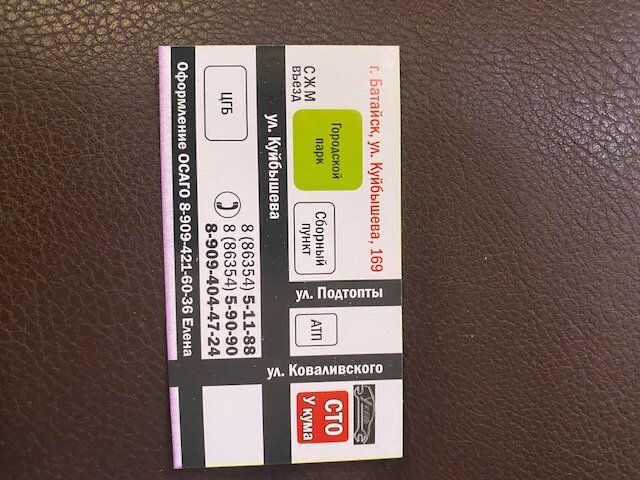 г. Батайск, ул. Куйбышева, 169
СЖМ
въезд
Городской
парк
Сборный
пункт
ул. Подтопты
АТП
ул. Коваливского
СТО
У кума
ул. Куйбышева
ЦГБ
8 (86354) 5-11-88
8 (86354) 5-90-90
8-909-404-47-24
Оформление ОСАГО 8-909-421-60-36 Елена